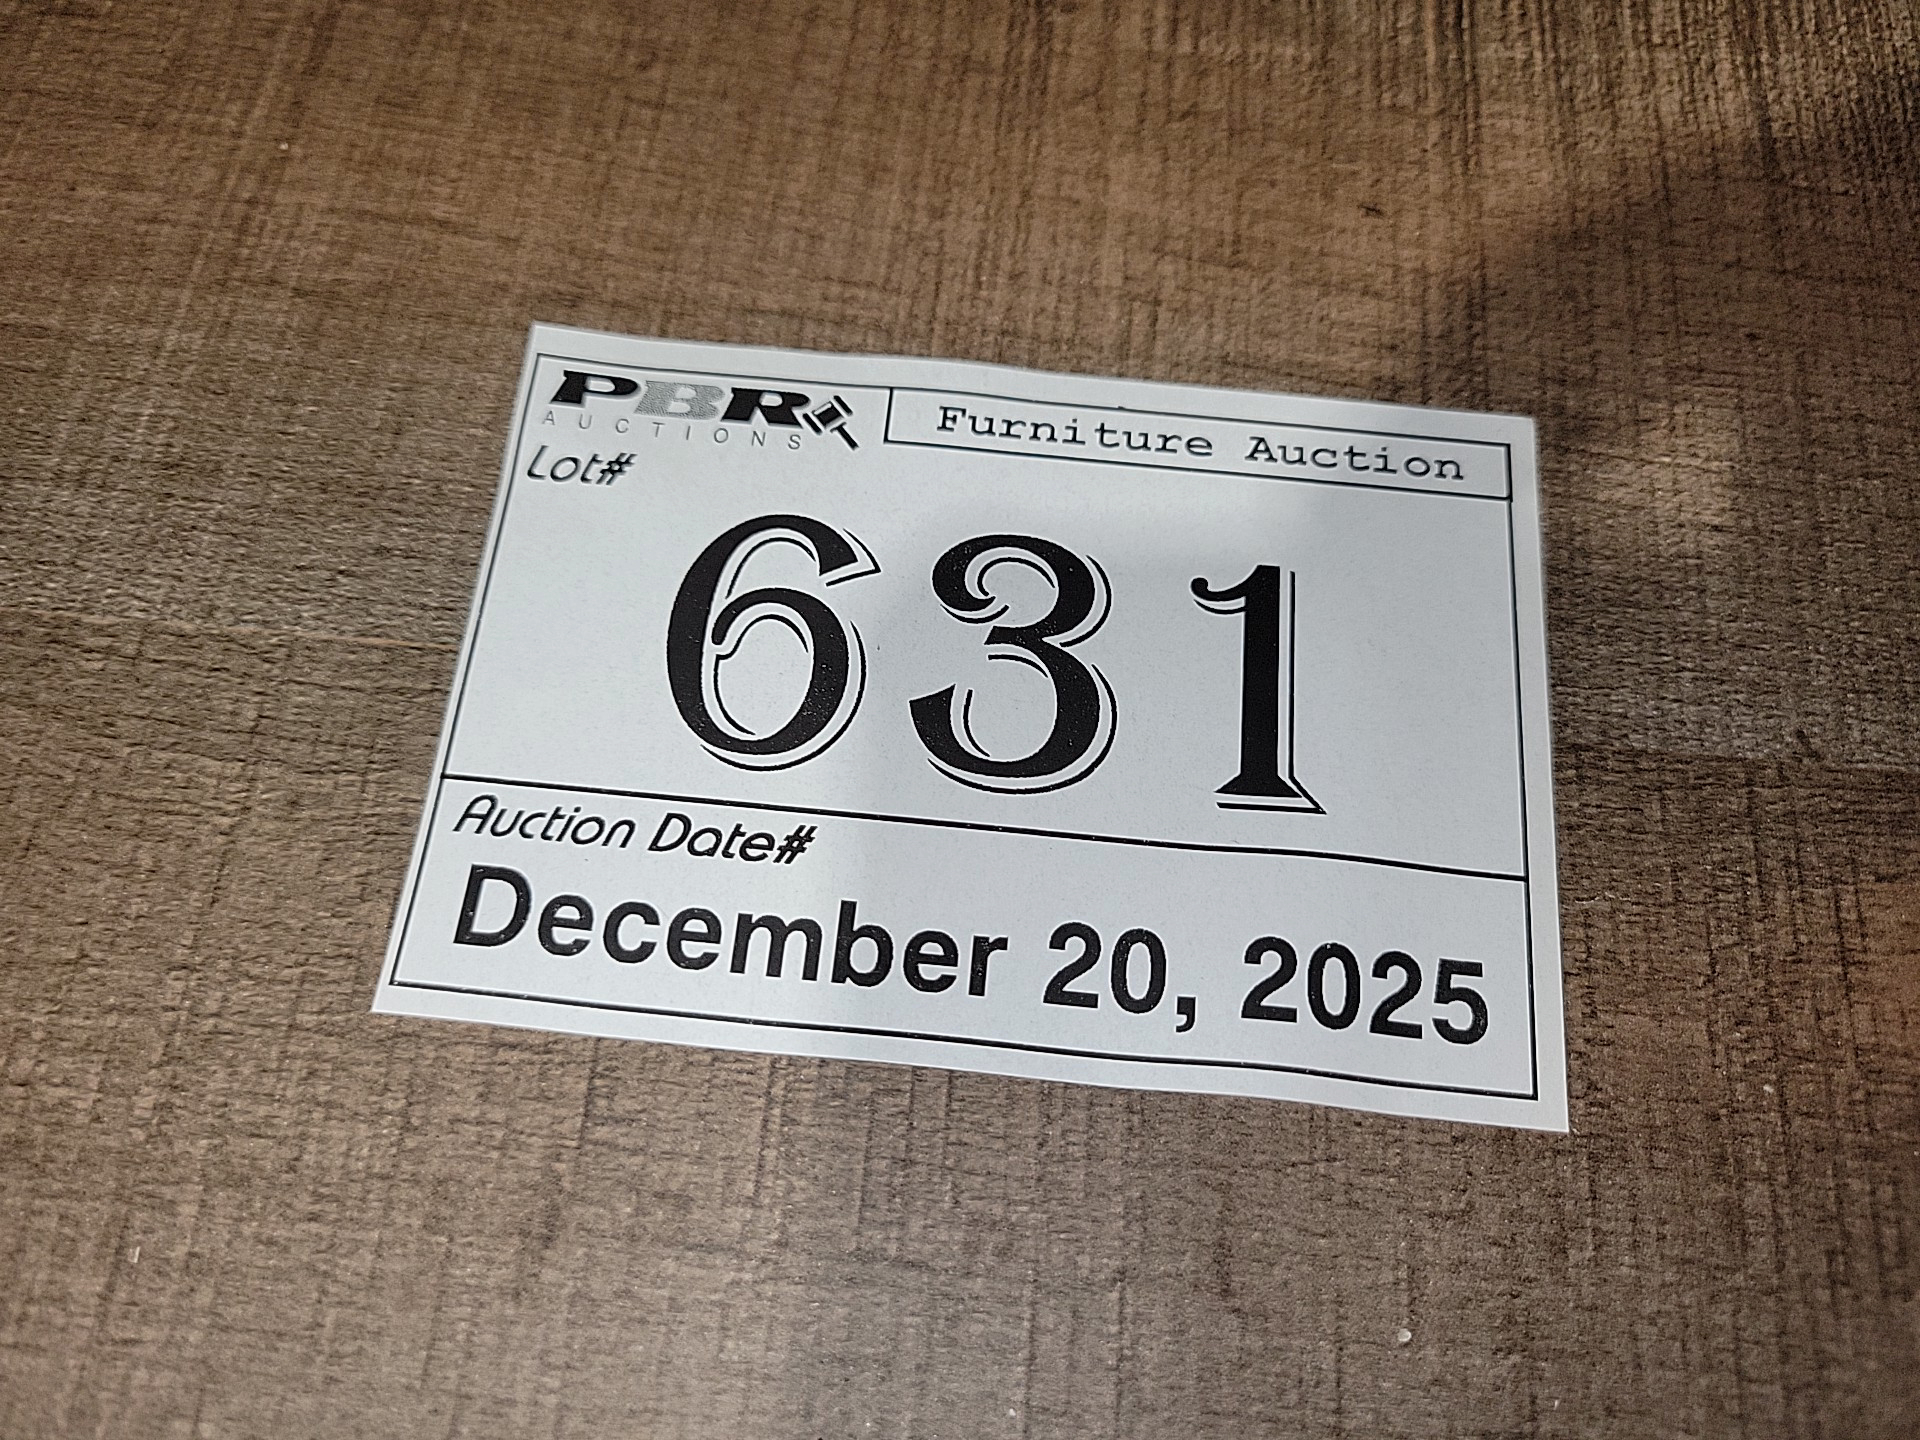 PBR
AUCTIONS
Furniture Auction
Lot#
631
Auction Date#
December 20, 2025